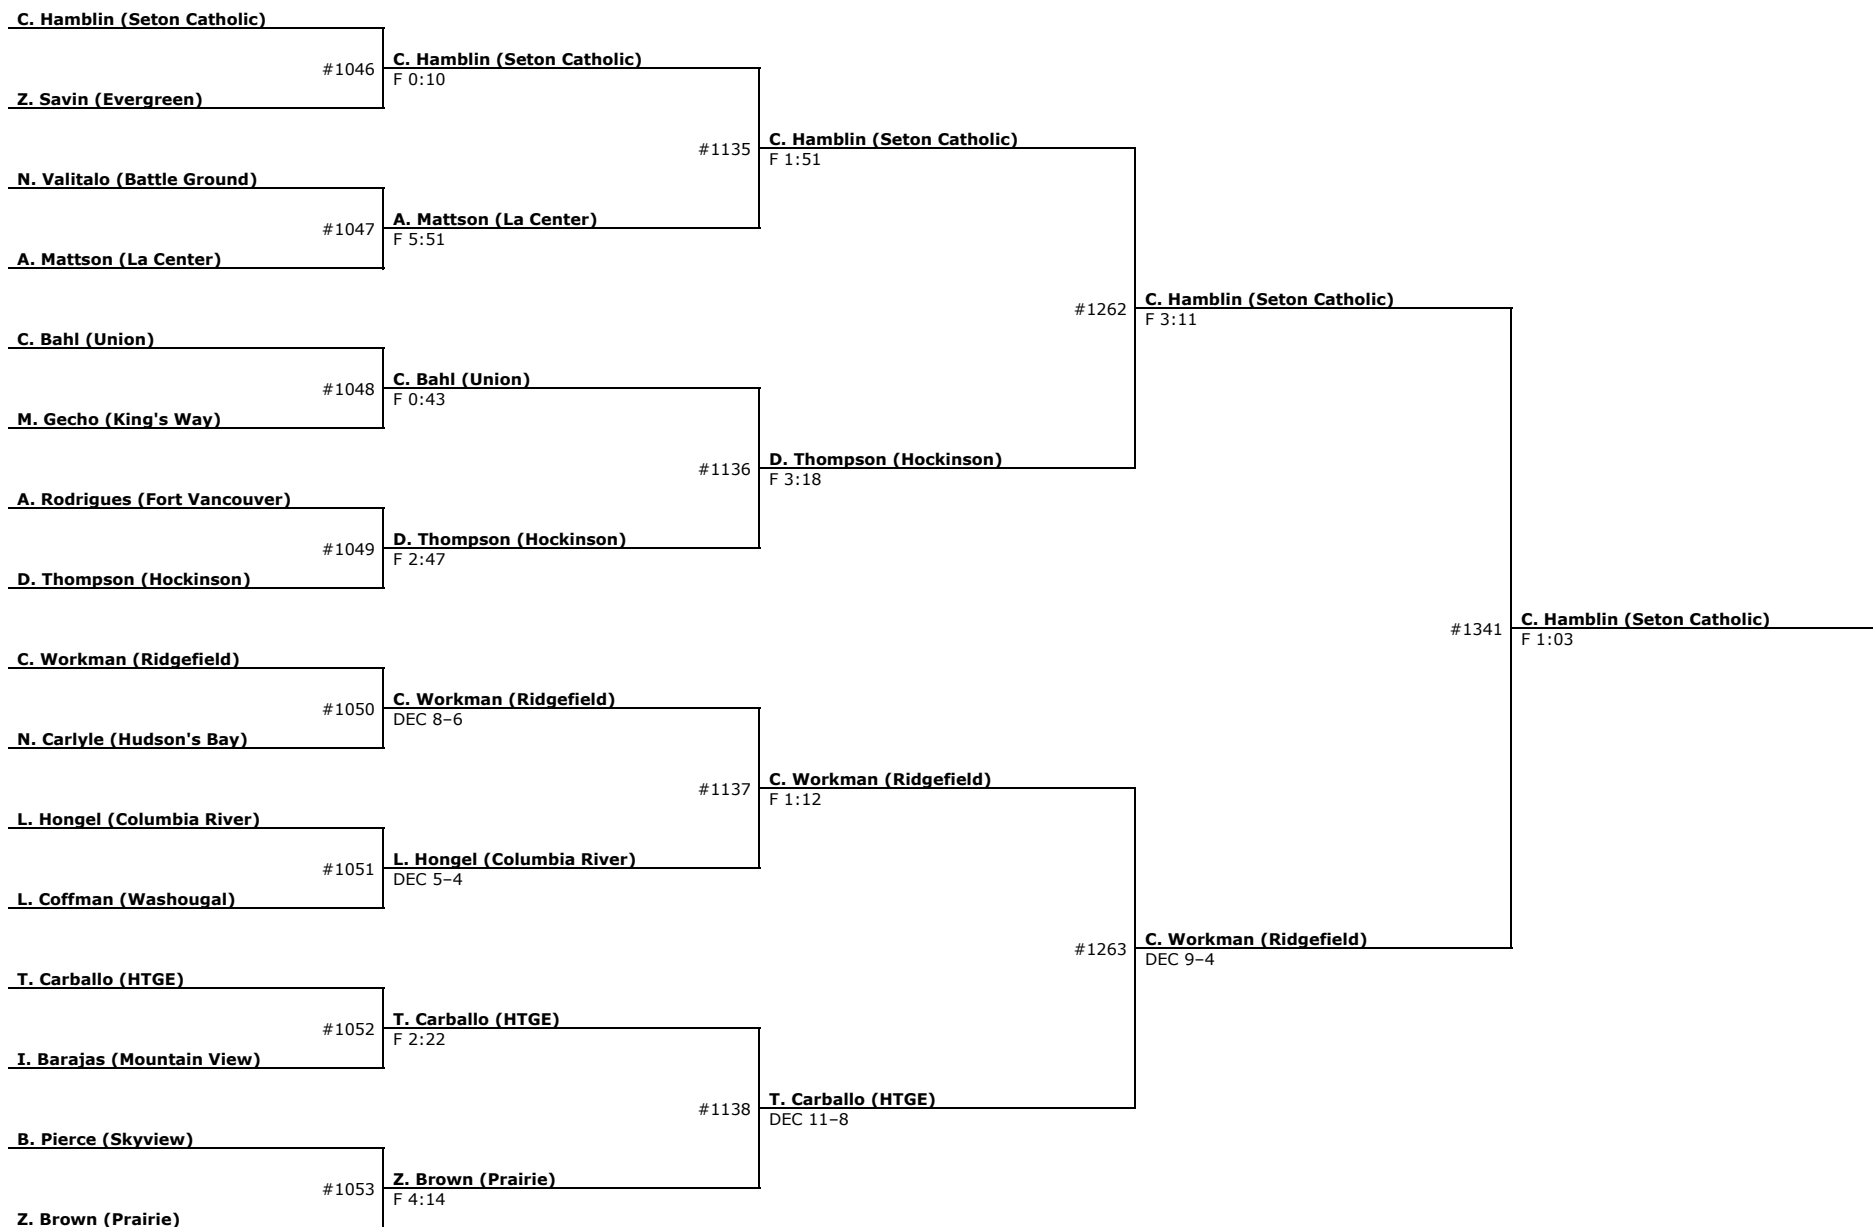 C. Hamblin (Seton Catholic)
#1046
C. Hamblin (Seton Catholic)
F 0:10
Z. Savin (Evergreen)
#1135
C. Hamblin (Seton Catholic)
F 1:51
N. Valitalo (Battle Ground)
#1047
A. Mattson (La Center)
F 5:51
A. Mattson (La Center)
#1262
C. Hamblin (Seton Catholic)
F 3:11
C. Bahl (Union)
#1048
C. Bahl (Union)
F 0:43
M. Gecho (King's Way)
#1136
D. Thompson (Hockinson)
F 3:18
A. Rodrigues (Fort Vancouver)
#1049
D. Thompson (Hockinson)
F 2:47
D. Thompson (Hockinson)
#1341
C. Hamblin (Seton Catholic)
F 1:03
C. Workman (Ridgefield)
#1050
C. Workman (Ridgefield)
DEC 8–6
N. Carlyle (Hudson's Bay)
#1137
C. Workman (Ridgefield)
F 1:12
L. Hongel (Columbia River)
#1051
L. Hongel (Columbia River)
DEC 5–4
L. Coffman (Washougal)
#1263
C. Workman (Ridgefield)
DEC 9–4
T. Carballo (HTGE)
#1052
T. Carballo (HTGE)
F 2:22
I. Barajas (Mountain View)
#1138
T. Carballo (HTGE)
DEC 11–8
B. Pierce (Skyview)
#1053
Z. Brown (Prairie)
F 4:14
Z. Brown (Prairie)